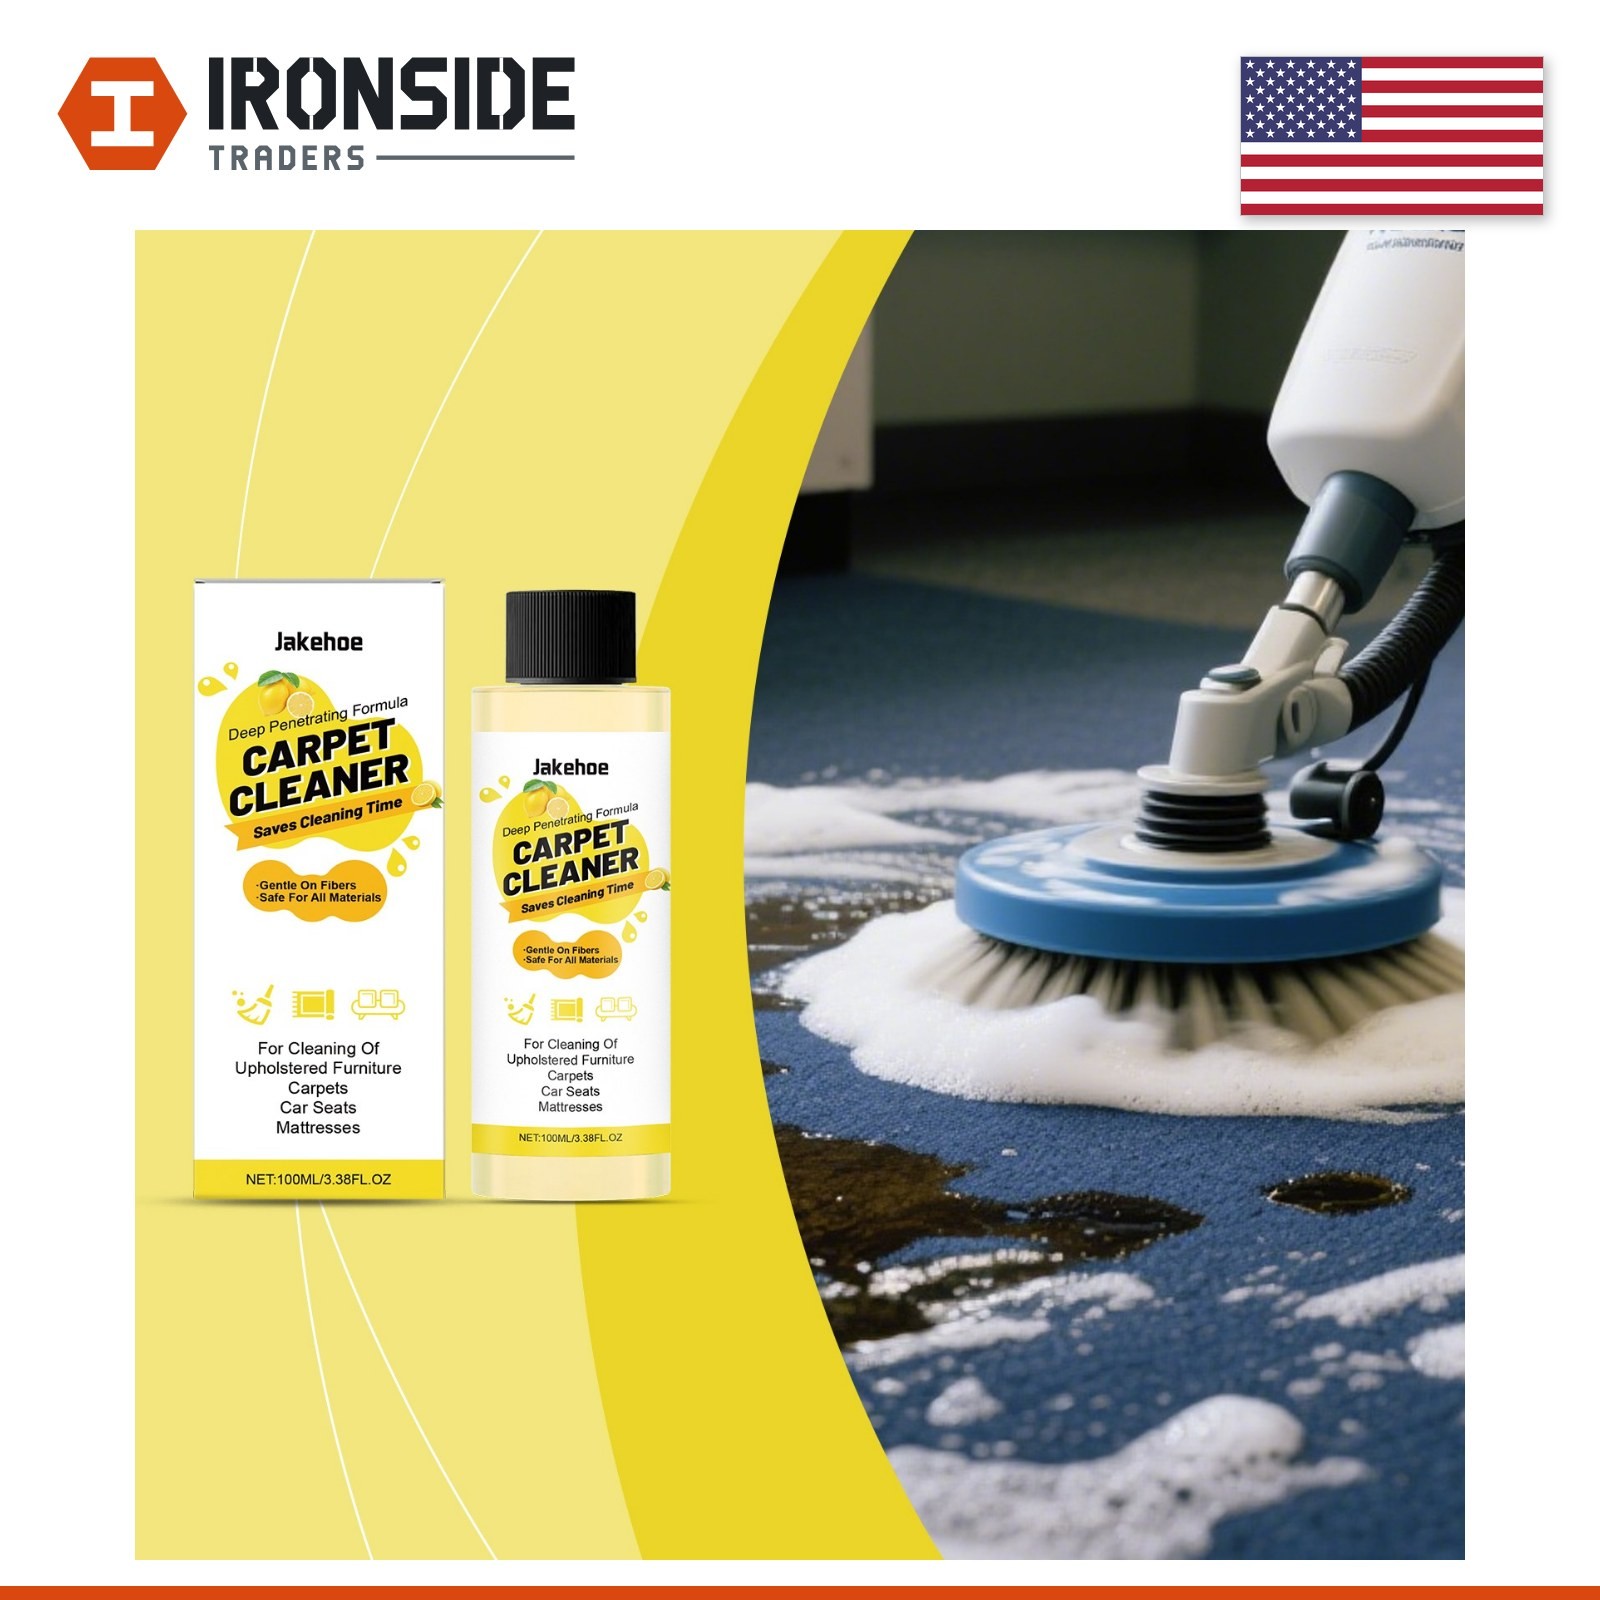 IRONSIDE
TRADERS
Jakehoe
Deep Penetrating Formula
CARPET
CLEANER
Saves Cleaning Time
·Gentle On Fibers
·Safe For All Materials
For Cleaning Of
Upholstered Furniture
Carpets
Car Seats
Mattresses
NET:100ML/3.38FL.OZ
Jakehoe
Deep Penetrating Formula
CARPET
CLEANER
Saves Cleaning Time
·Gentle On Fibers
·Safe For All Materials
For Cleaning Of
Upholstered Furniture
Carpets
Car Seats
Mattresses
NET:100ML/3.38FL.OZ